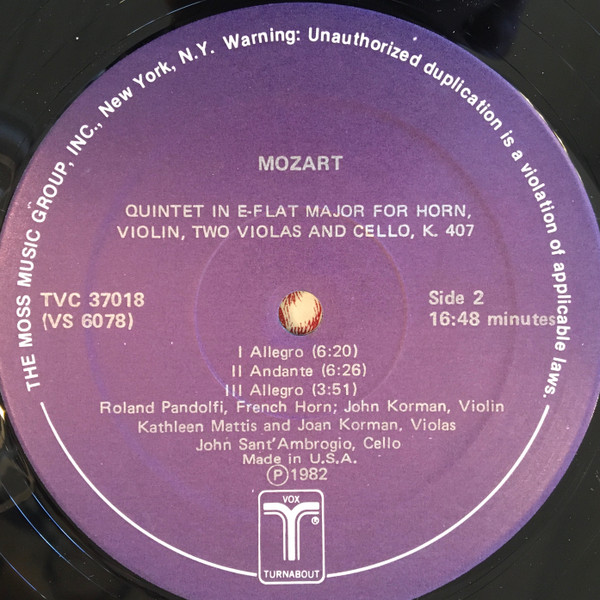 THE MOSS MUSIC GROUP, INC., New York, N.Y. Warning: Unauthorized duplication is a violation of applicable laws.
MOZART
QUINTET IN E-FLAT MAJOR FOR HORN,
VIOLIN, TWO VIOLAS AND CELLO, K. 407
TVC 37018
(VS 6078)
Side 2
16:48 minutes
I Allegro (6:20)
II Andante (6:26)
III Allegro (3:51)
Roland Pandolfi, French Horn; John Korman, Violin
Kathleen Mattis and Joan Korman, Violas
John Sant'Ambrogio, Cello
Made in U.S.A.
Ⓟ1982
VOX
®
TURNABOUT